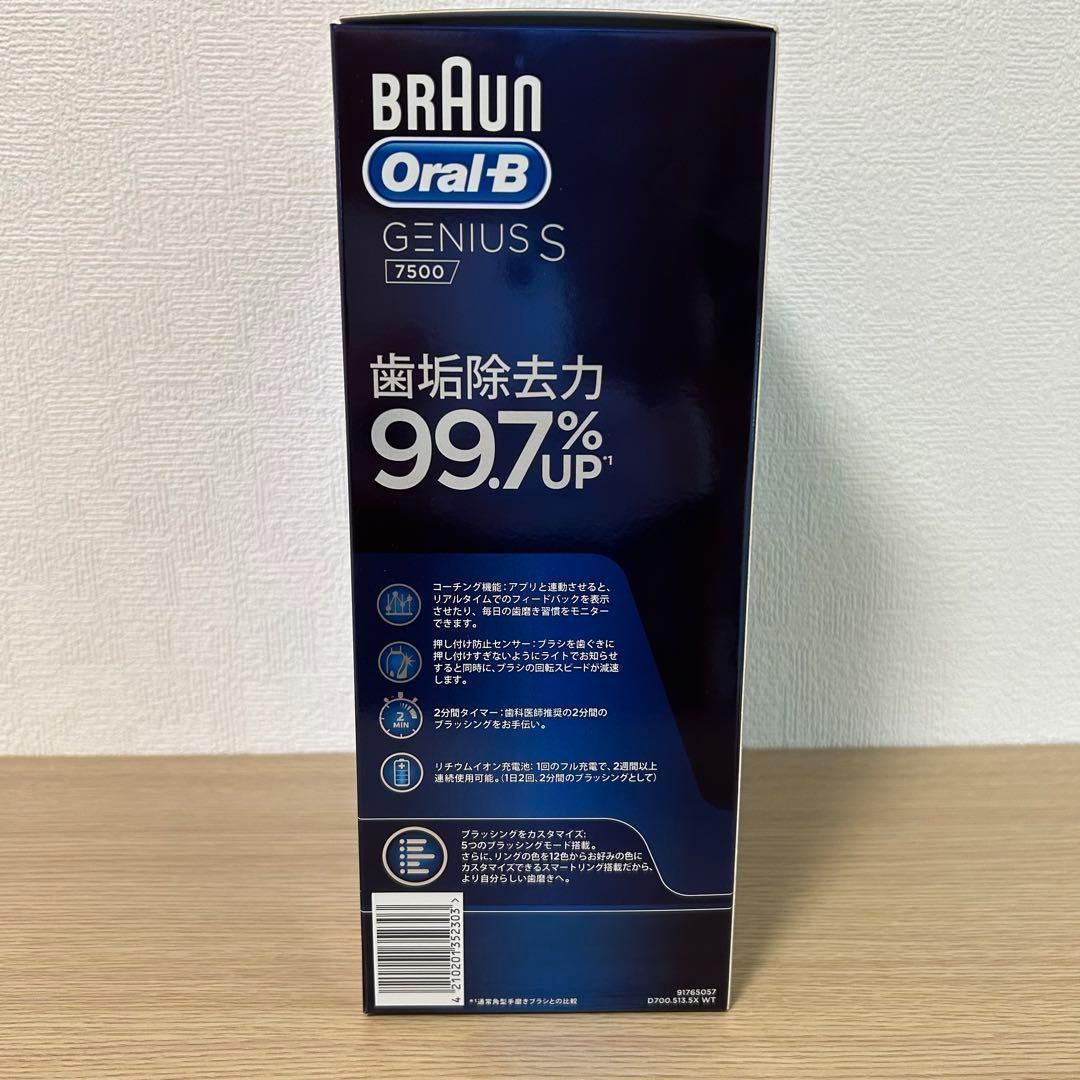 BRAUN
Oral-B
GENIUS S
7500
歯垢除去力
99.7%
UP*1
コーチング機能：アプリと連動させると、
リアルタイムでのフィードバックを表示
させたり、毎日の歯磨き習慣をモニター
できます。
押し付け防止センサー：ブラシを歯ぐきに
押し付けすぎないようにライトでお知らせ
すると同時に、ブラシの回転スピードが減速
します。
2
MIN
2分間タイマー：歯科医師推奨の2分間の
ブラッシングをお手伝い。
リチウムイオン充電池：1回のフル充電で、2週間以上
連続使用可能。（1日2回、2分間のブラッシングとして）
ブラッシングをカスタマイズ：
5つのブラッシングモード搭載。
さらに、リングの色を12色からお好みの色に
カスタマイズできるスマートリング搭載だから、
より自分らしい歯磨きへ。
4 210201 352303 >
*1通常角型手磨きブラシとの比較
91765057
D700.513.5X WT